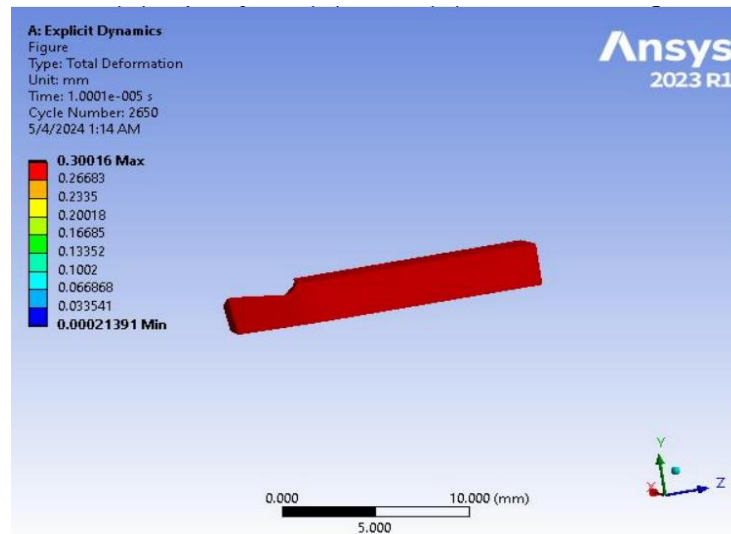 A: Explicit Dynamics
Figure
Type: Total Deformation
Unit: mm
Time: 1.0001e-005 s
Cycle Number: 2650
5/4/2024 1:14 AM
Ansys
2023 R1
0.30016 Max
0.26683
0.2335
0.20018
0.16685
0.13352
0.1002
0.066868
0.033541
0.00021391 Min
Y
X
Z
0.000
10.000 (mm)
5.000